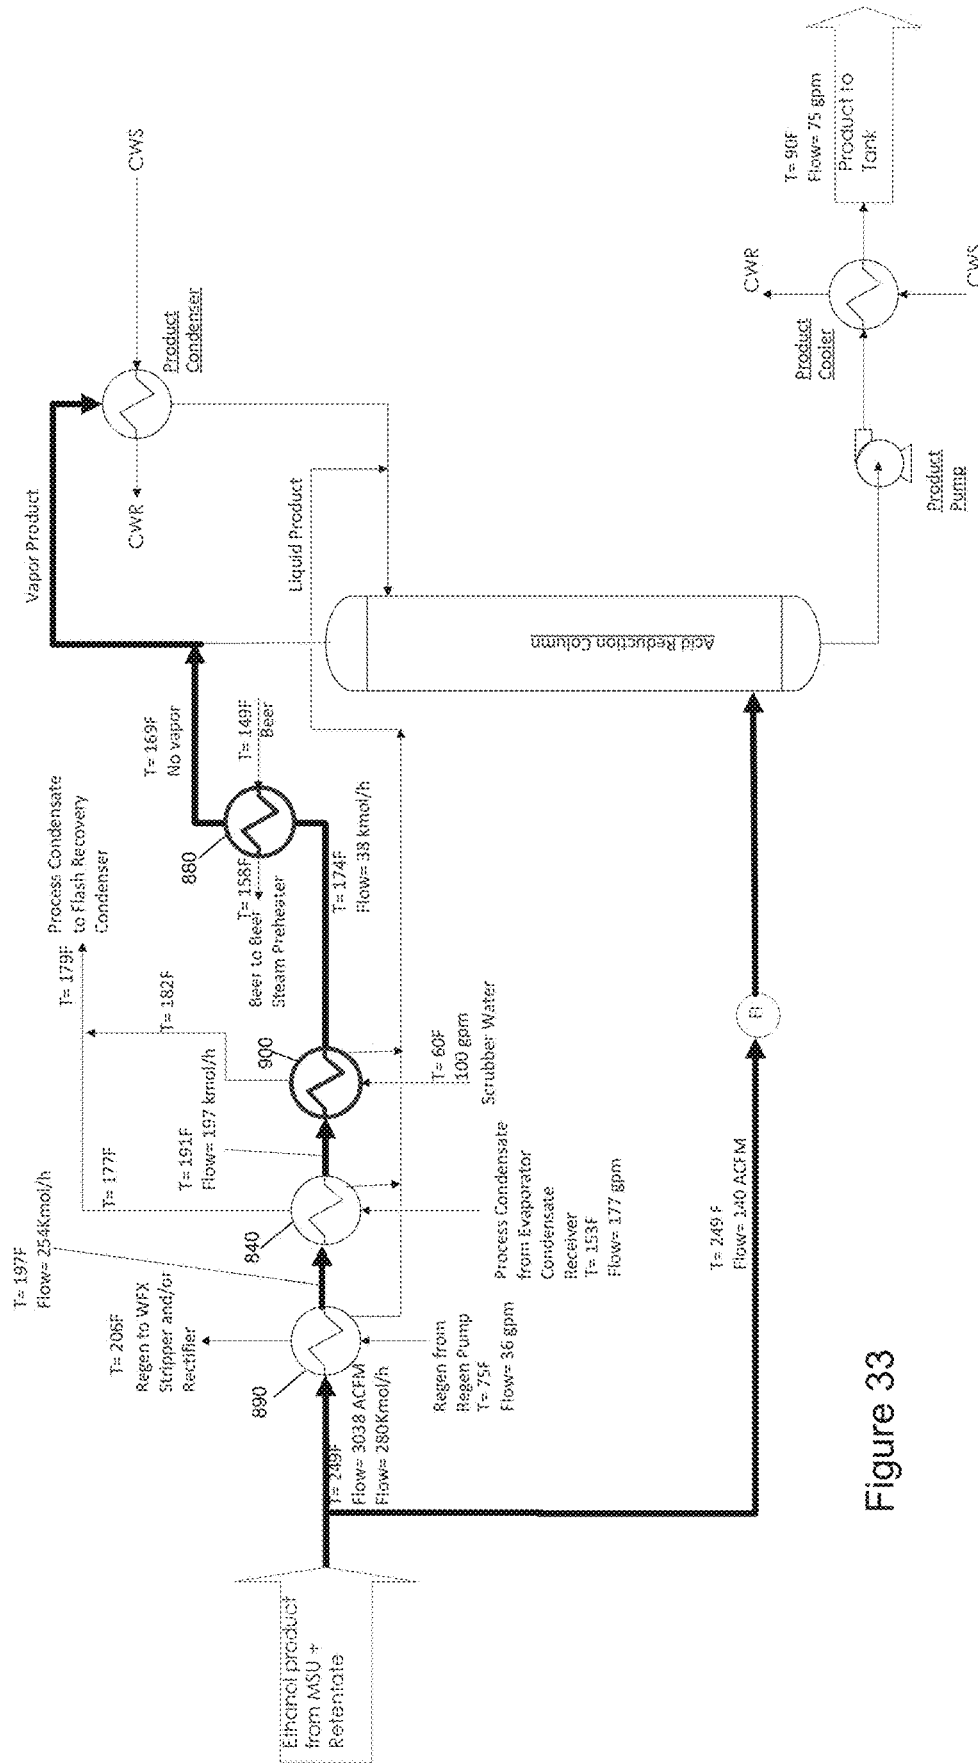 Ethanol product
from MSU +
Retentate
T= 249F
Flow= 3038 ACFM
Flow= 280Kmol/h
890
T= 206F
Regen to WFX
Stripper and/or
Rectifier
Regen from
Regen Pump
T= 75F
Flow= 36 gpm
T= 197F
Flow= 254Kmol/h
840
T= 177F
Process Condensate
from Evaporator
Condensate
Receiver
T= 153F
Flow= 177 gpm
T= 191F
Flow= 197 kmol/h
900
T= 182F
T= 60F
100 gpm
Scrubber Water
T= 179F
Process Condensate
to Flash Recovery
Condenser
T= 174F
Flow= 38 kmol/h
880
T= 158F
Beer to Beer
Steam Preheater
T= 149F
Beer
T= 169F
No vapor
Vapor Product
Liquid Product
CWR
CWS
Product
Condenser
Acid Reduction Column
T= 249 F
Flow= 140 ACFM
FI
Product
Pump
Product
Cooler
CWR
CWS
T= 90F
Flow= 75 gpm
Product to
Tank
Figure 33